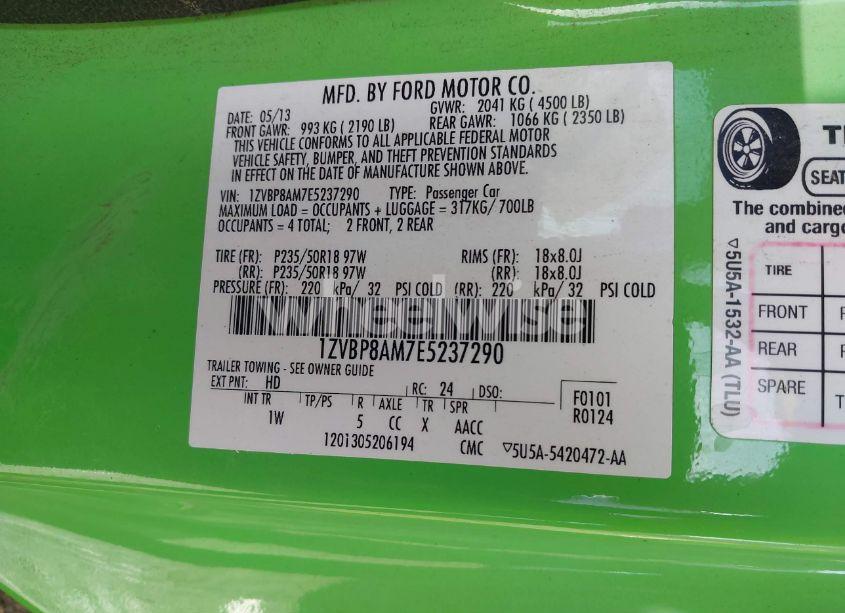 MFD. BY FORD MOTOR CO.
DATE: 05/13 GVWR: 2041 KG ( 4500 LB)
FRONT GAWR: 993 KG ( 2190 LB) REAR GAWR: 1066 KG ( 2350 LB)
THIS VEHICLE CONFORMS TO ALL APPLICABLE FEDERAL MOTOR
VEHICLE SAFETY, BUMPER, AND THEFT PREVENTION STANDARDS
IN EFFECT ON THE DATE OF MANUFACTURE SHOWN ABOVE.
VIN: 1ZVBP8AM7E5237290 TYPE: Passenger Car
MAXIMUM LOAD = OCCUPANTS + LUGGAGE = 317KG/ 700LB
OCCUPANTS = 4 TOTAL; 2 FRONT, 2 REAR
TIRE (FR): P235/50R18 97W RIMS (FR): 18x8.0J
(RR): P235/50R18 97W (RR): 18x8.0J
PRESSURE (FR): 220 kPa/ 32 PSI COLD (RR): 220 kPa/ 32 PSI COLD
Wheelwise
1ZVBP8AM7E5237290
TRAILER TOWING - SEE OWNER GUIDE
EXT PNT: HD RC: 24 DSO:
INT TR TP/PS R AXLE TR SPR
1W 5 CC X AACC
F0101
R0124
1201305206194 CMC ▽5U5A-5420472-AA
SEAT
The combined
and cargo
TIRE
FRONT
REAR
SPARE
▽5U5A-1532-AA (TLU)